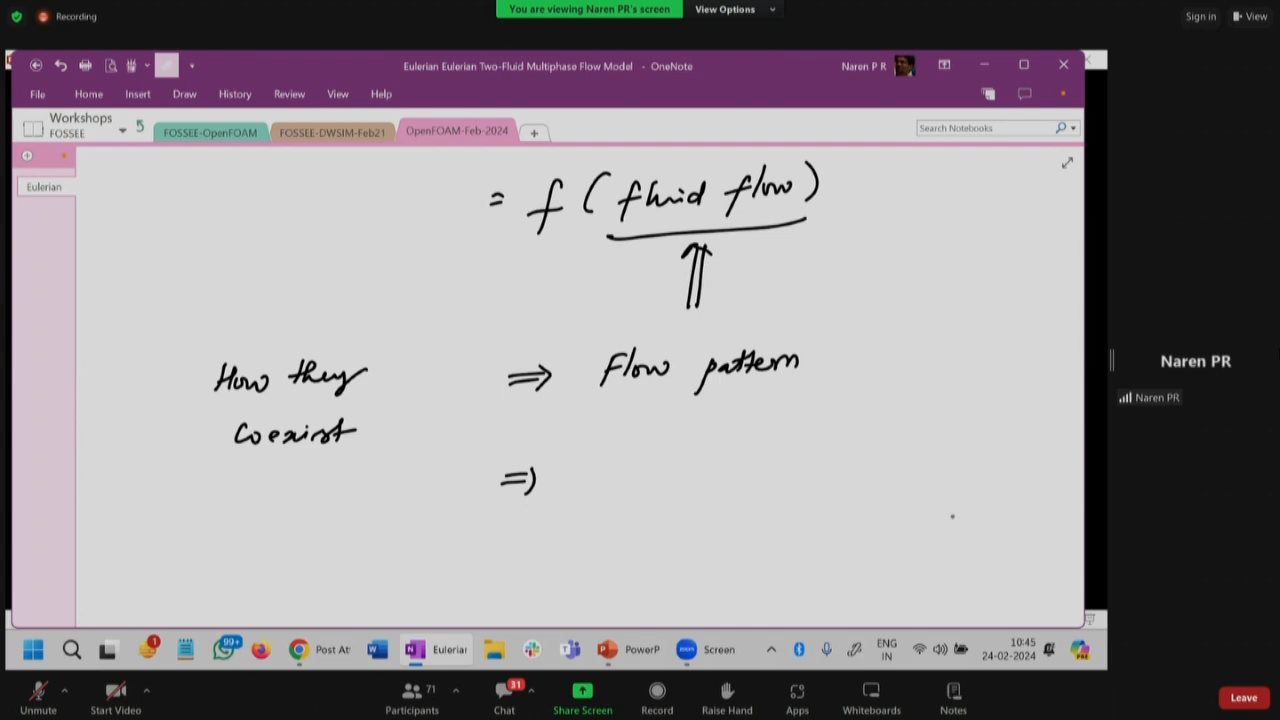 Recording
You are viewing Naren PR's screen
View Options
Sign in
View
Eulerian Eulerian Two-Fluid Multiphase Flow Model - OneNote
Naren P R
File Home Insert Draw History Review View Help
Workshops
FOSSEE
FOSSEE-OpenFOAM
FOSSEE-DWSIM-Feb21
OpenFOAM-Feb-2024
Search Notebooks
Eulerian
= f (fluid flow)
How they ⇒ Flow pattern
Coexist
⇒
Naren PR
Naren PR
1
99+
Post At
Eulerian
PowerP
Screen
ENG
IN
10:45
24-02-2024
PRE
Unmute
Start Video
71
Participants
31
Chat
Share Screen
Record
Raise Hand
Apps
Whiteboards
Notes
Leave